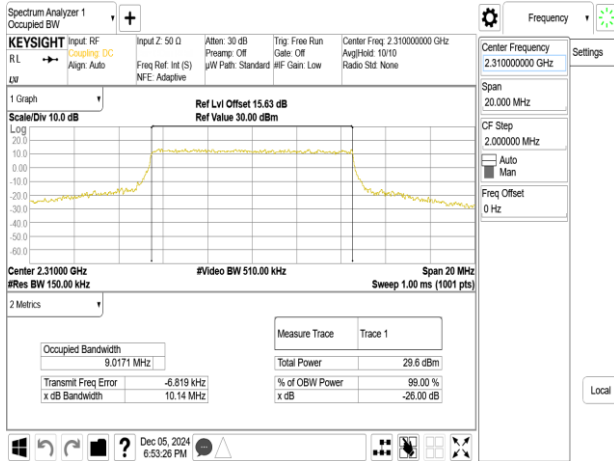 Spectrum Analyzer 1
Occupied BW
Frequency
KEYSIGHT
RL
Input: RF
Coupling: DC
Align: Auto
Input Z: 50 Ω
Freq Ref: Int (S)
NFE: Adaptive
Atten: 30 dB
Preamp: Off
µW Path: Standard
Trig: Free Run
Gate: Off
#IF Gain: Low
Center Freq: 2.310000000 GHz
Avg|Hold: 10/10
Radio Std: None
Center Frequency
2.310000000 GHz
Settings
Span
20.000 MHz
CF Step
2.000000 MHz
Auto
Man
Freq Offset
0 Hz
Local
1 Graph
Scale/Div 10.0 dB
Ref Lvl Offset 15.63 dB
Ref Value 30.00 dBm
Log
20.0
10.0
0.00
-10.0
-20.0
-30.0
-40.0
-50.0
-60.0
Center 2.31000 GHz
#Res BW 150.00 kHz
#Video BW 510.00 kHz
Span 20 MHz
Sweep 1.00 ms (1001 pts)
2 Metrics
Measure Trace Trace 1
Occupied Bandwidth
9.0171 MHz
Total Power 29.6 dBm
Transmit Freq Error -6.819 kHz
% of OBW Power 99.00 %
x dB Bandwidth 10.14 MHz
x dB -26.00 dB
Dec 05, 2024
6:53:26 PM